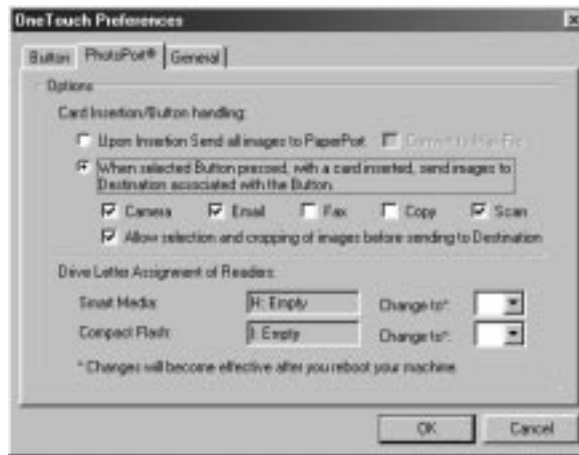 OneTouch Preferences
Button PhotoPort® General
Options
Card Insertion/Button handling:
Upon Insertion Send all images to PaperPort Convert to
When selected Button pressed, with a card inserted, send images to
Destination associated with the Button.
Camera Email Fax Copy Scan
Allow selection and cropping of images before sending to Destination
Drive Letter Assignment of Readers:
Smart Media: H: Empty Change to*:
Compact Flash: I: Empty Change to*:
* Changes will become effective after you reboot your machine.
OK Cancel